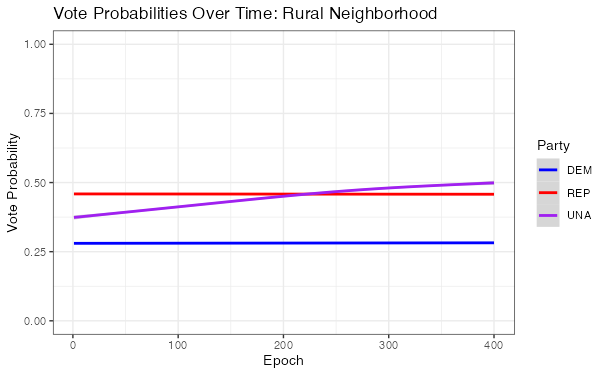 Vote Probabilities Over Time: Rural Neighborhood
1.00
0.75
0.50
0.25
0.00
Vote Probability
0 100 200 300 400
Epoch
Party
DEM
REP
UNA